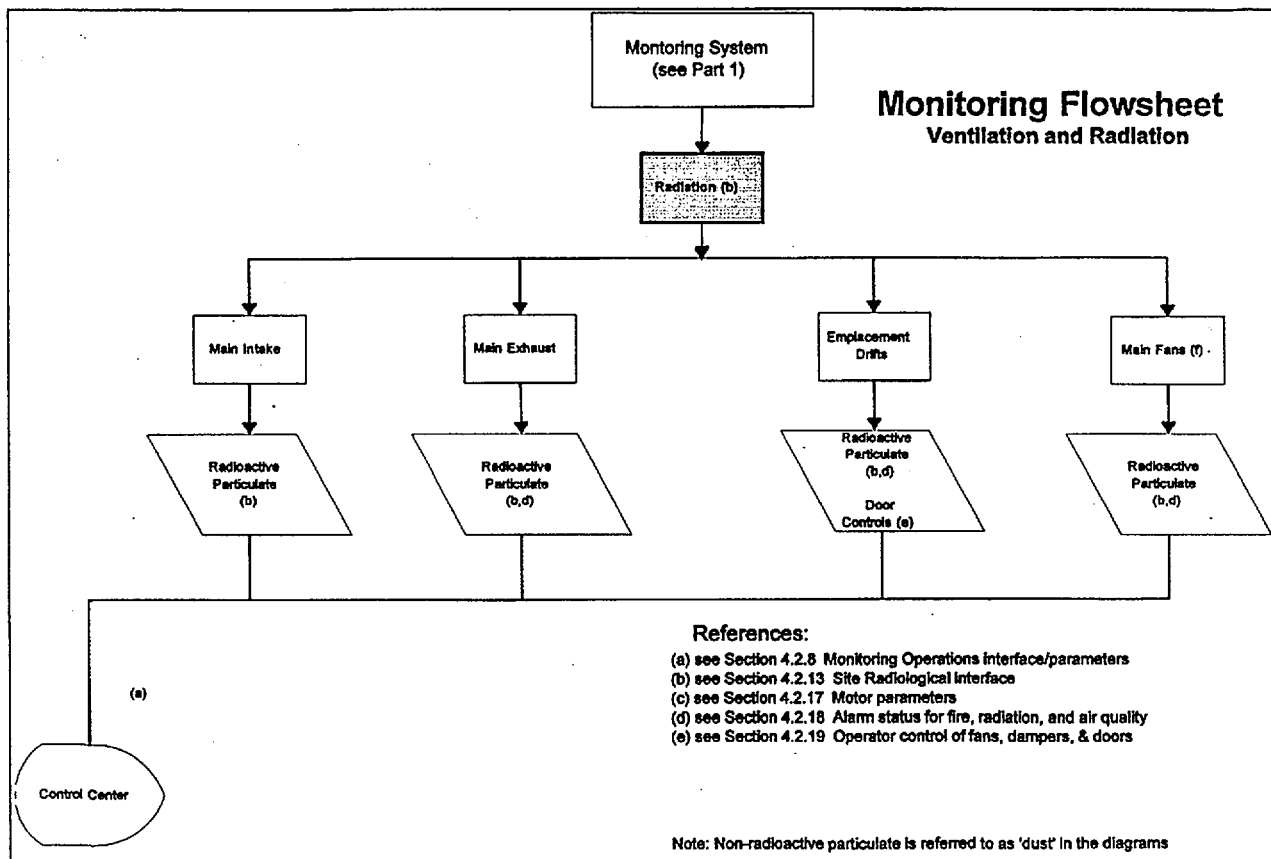 Montoring System
(see Part 1)
Monitoring Flowsheet
Ventilation and Radiation
Radiation (b)
Main Intake
Main Exhaust
Emplacement
Drifts
Main Fans (f)
Radioactive
Particulate
(b)
Radioactive
Particulate
(b,d)
Radioactive
Particulate
(b,d)
Door
Controls (e)
Radioactive
Particulate
(b,d)
References:
(a) see Section 4.2.8 Monitoring Operations interface/parameters
(b) see Section 4.2.13 Site Radiological interface
(c) see Section 4.2.17 Motor parameters
(d) see Section 4.2.18 Alarm status for fire, radiation, and air quality
(e) see Section 4.2.19 Operator control of fans, dampers, & doors
(a)
Control Center
Note: Non-radioactive particulate is referred to as 'dust' in the diagrams